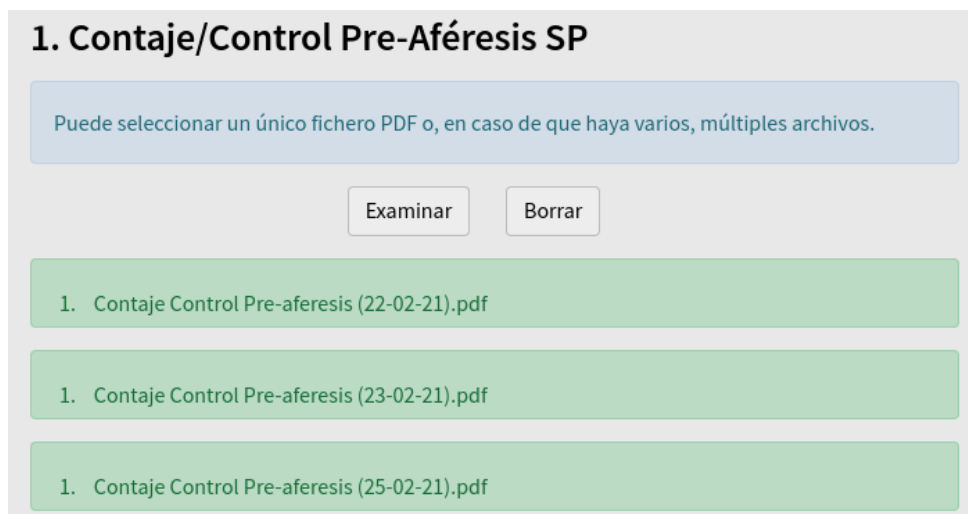 1. Contaje/Control Pre-Aféresis SP
Puede seleccionar un único fichero PDF o, en caso de que haya varios, múltiples archivos.
Examinar Borrar
1. Contaje Control Pre-aferesis (22-02-21).pdf
1. Contaje Control Pre-aferesis (23-02-21).pdf
1. Contaje Control Pre-aferesis (25-02-21).pdf